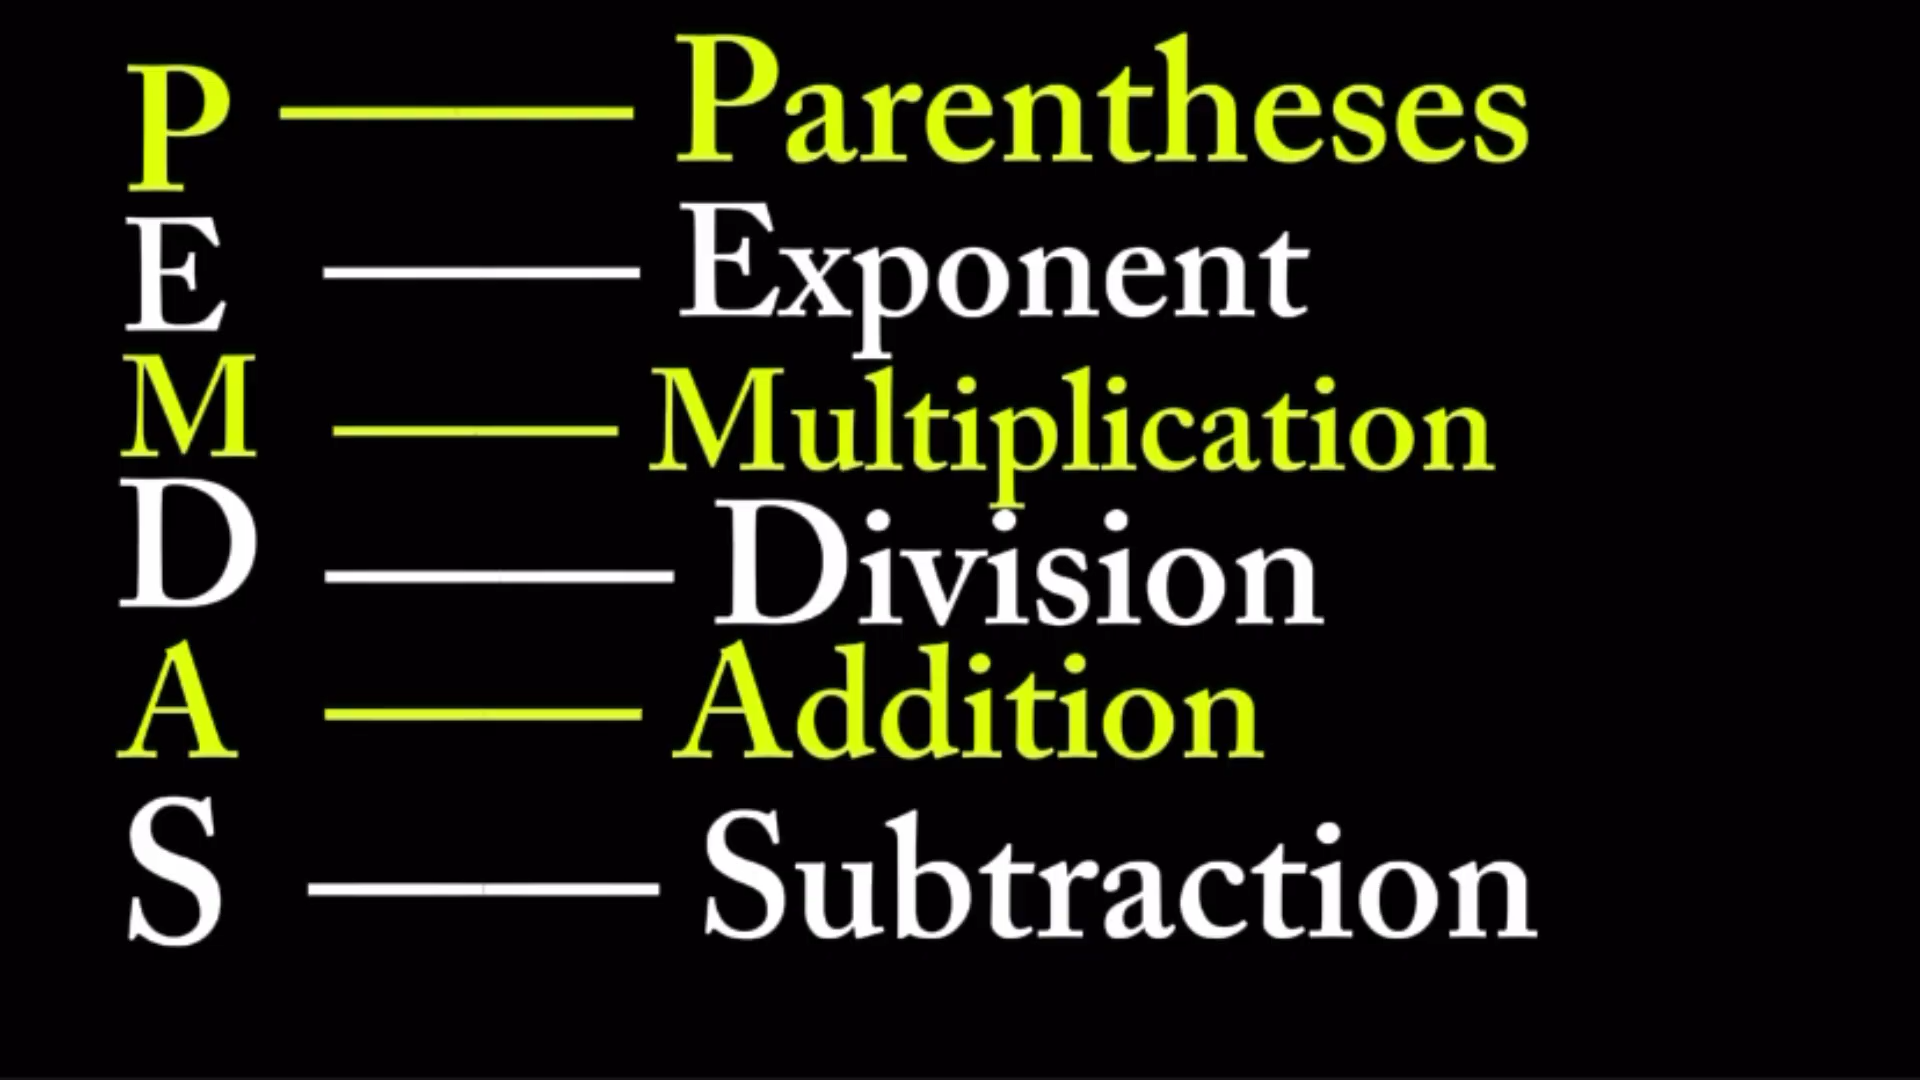 P — Parentheses
E — Exponent
M — Multiplication
D — Division
A — Addition
S — Subtraction